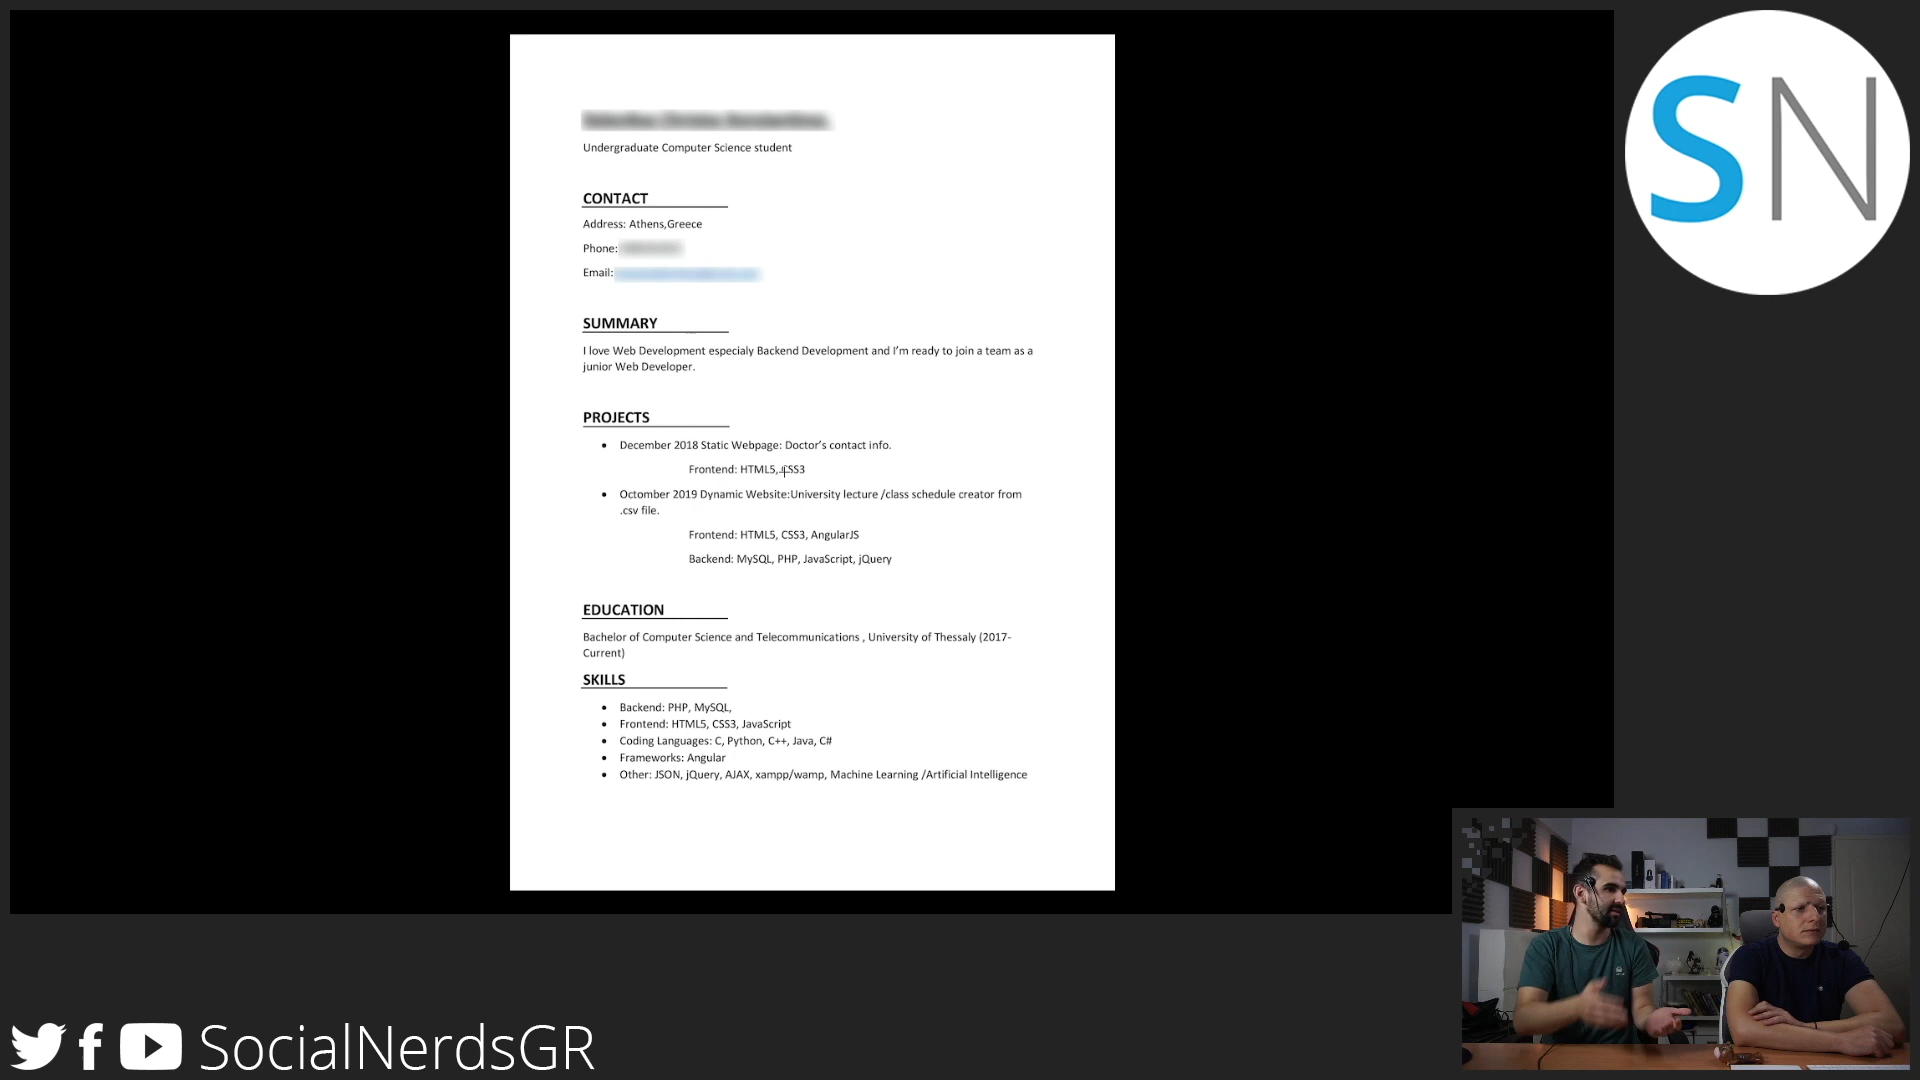 Undergraduate Computer Science student
CONTACT
Address: Athens,Greece
Phone:
Email:
SUMMARY
I love Web Development especialy Backend Development and I'm ready to join a team as a
junior Web Developer.
PROJECTS
• December 2018 Static Webpage: Doctor's contact info.
Frontend: HTML5, CSS3
• Octomber 2019 Dynamic Website:University lecture /class schedule creator from
.csv file.
Frontend: HTML5, CSS3, AngularJS
Backend: MySQL, PHP, JavaScript, jQuery
EDUCATION
Bachelor of Computer Science and Telecommunications , University of Thessaly (2017-
Current)
SKILLS
• Backend: PHP, MySQL,
• Frontend: HTML5, CSS3, JavaScript
• Coding Languages: C, Python, C++, Java, C#
• Frameworks: Angular
• Other: JSON, jQuery, AJAX, xampp/wamp, Machine Learning /Artificial Intelligence
SN
SocialNerdsGR